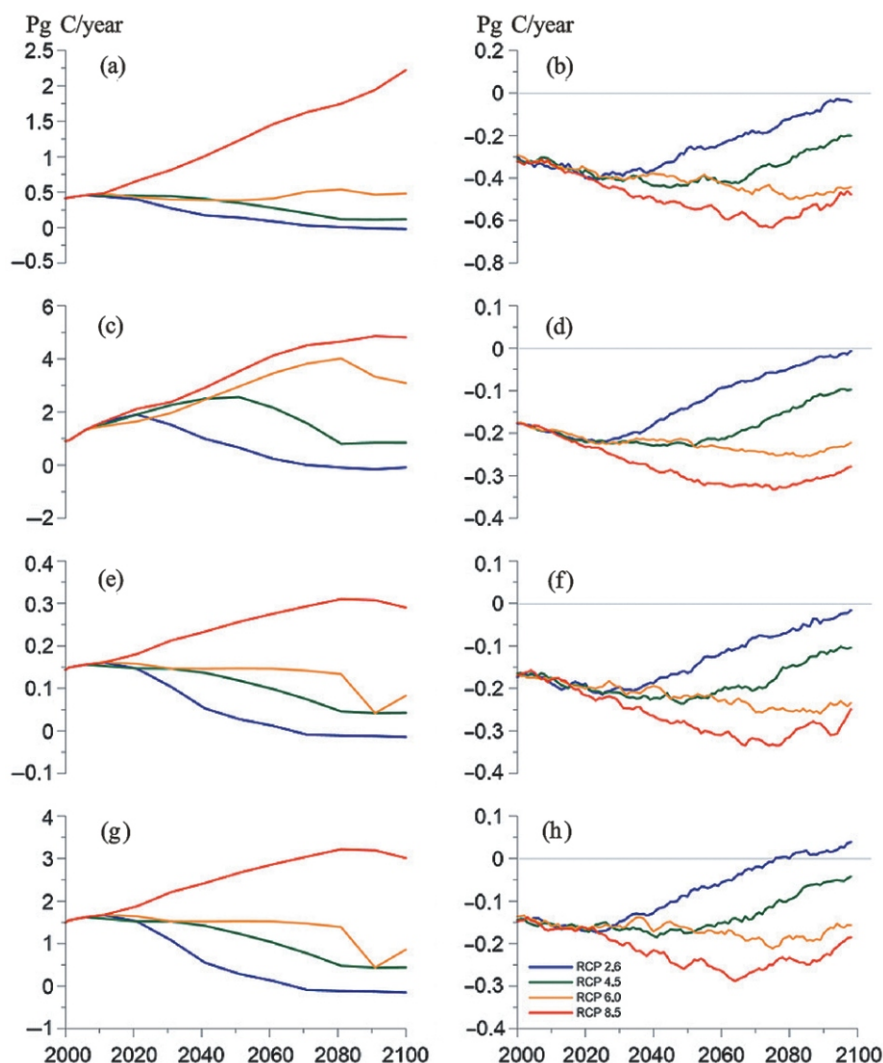 Pg C/year Pg C/year
(a) (b)
2.5 0.2
2 0
1.5
1 –0.2
0.5 –0.4
0 –0.6
–0.5 –0.8
(c) (d)
6 0.1
4 0
2 –0.1
–0.2
0 –0.3
–2 –0.4
(e) (f)
0.4 0.1
0.3 0
0.2 –0.1
0.1 –0.2
0 –0.3
–0.1 –0.4
(g) (h)
4 0.1
3 0
2 –0.1
1 –0.2
0 –0.3
–1 –0.4
RCP 2.6
RCP 4.5
RCP 6.0
RCP 8.5
2000 2020 2040 2060 2080 2100 2000 2020 2040 2060 2080 2100